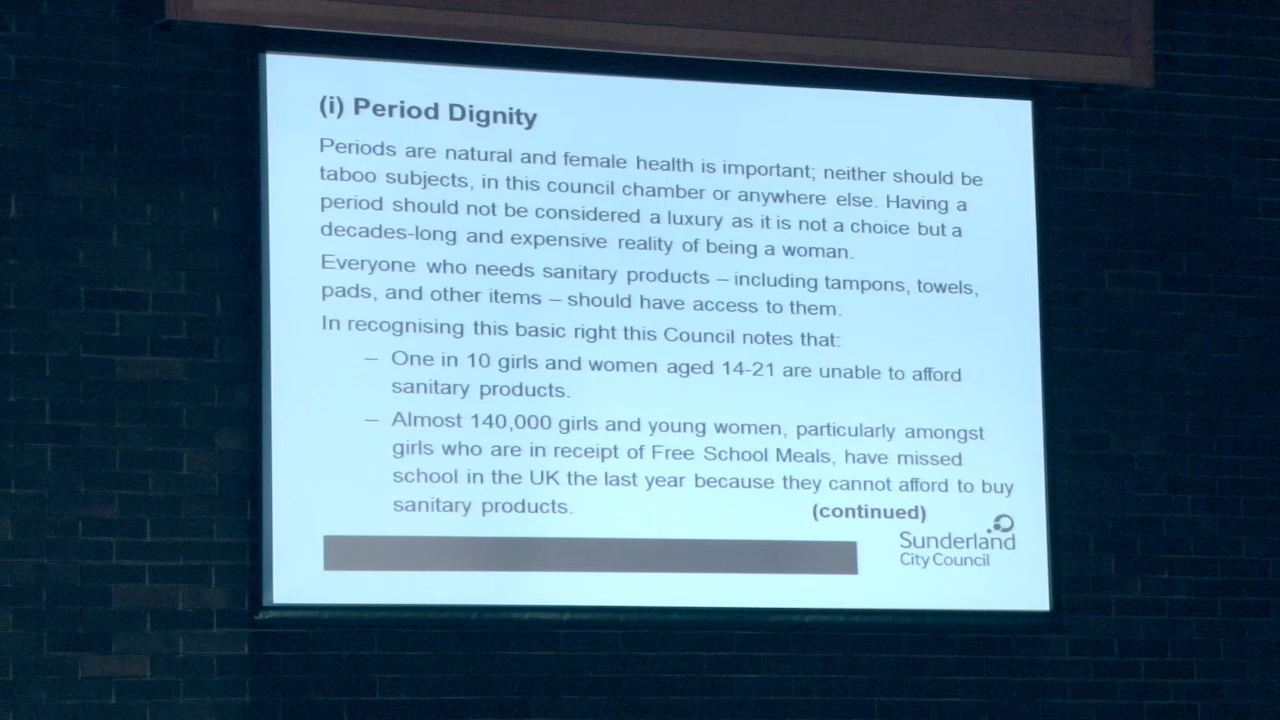 (i) Period Dignity
Periods are natural and female health is important; neither should be
taboo subjects, in this council chamber or anywhere else. Having a
period should not be considered a luxury as it is not a choice but a
decades-long and expensive reality of being a woman.
Everyone who needs sanitary products – including tampons, towels,
pads, and other items – should have access to them.
In recognising this basic right this Council notes that:
– One in 10 girls and women aged 14-21 are unable to afford
sanitary products.
– Almost 140,000 girls and young women, particularly amongst
girls who are in receipt of Free School Meals, have missed
school in the UK the last year because they cannot afford to buy
sanitary products.
(continued)
Sunderland
City Council